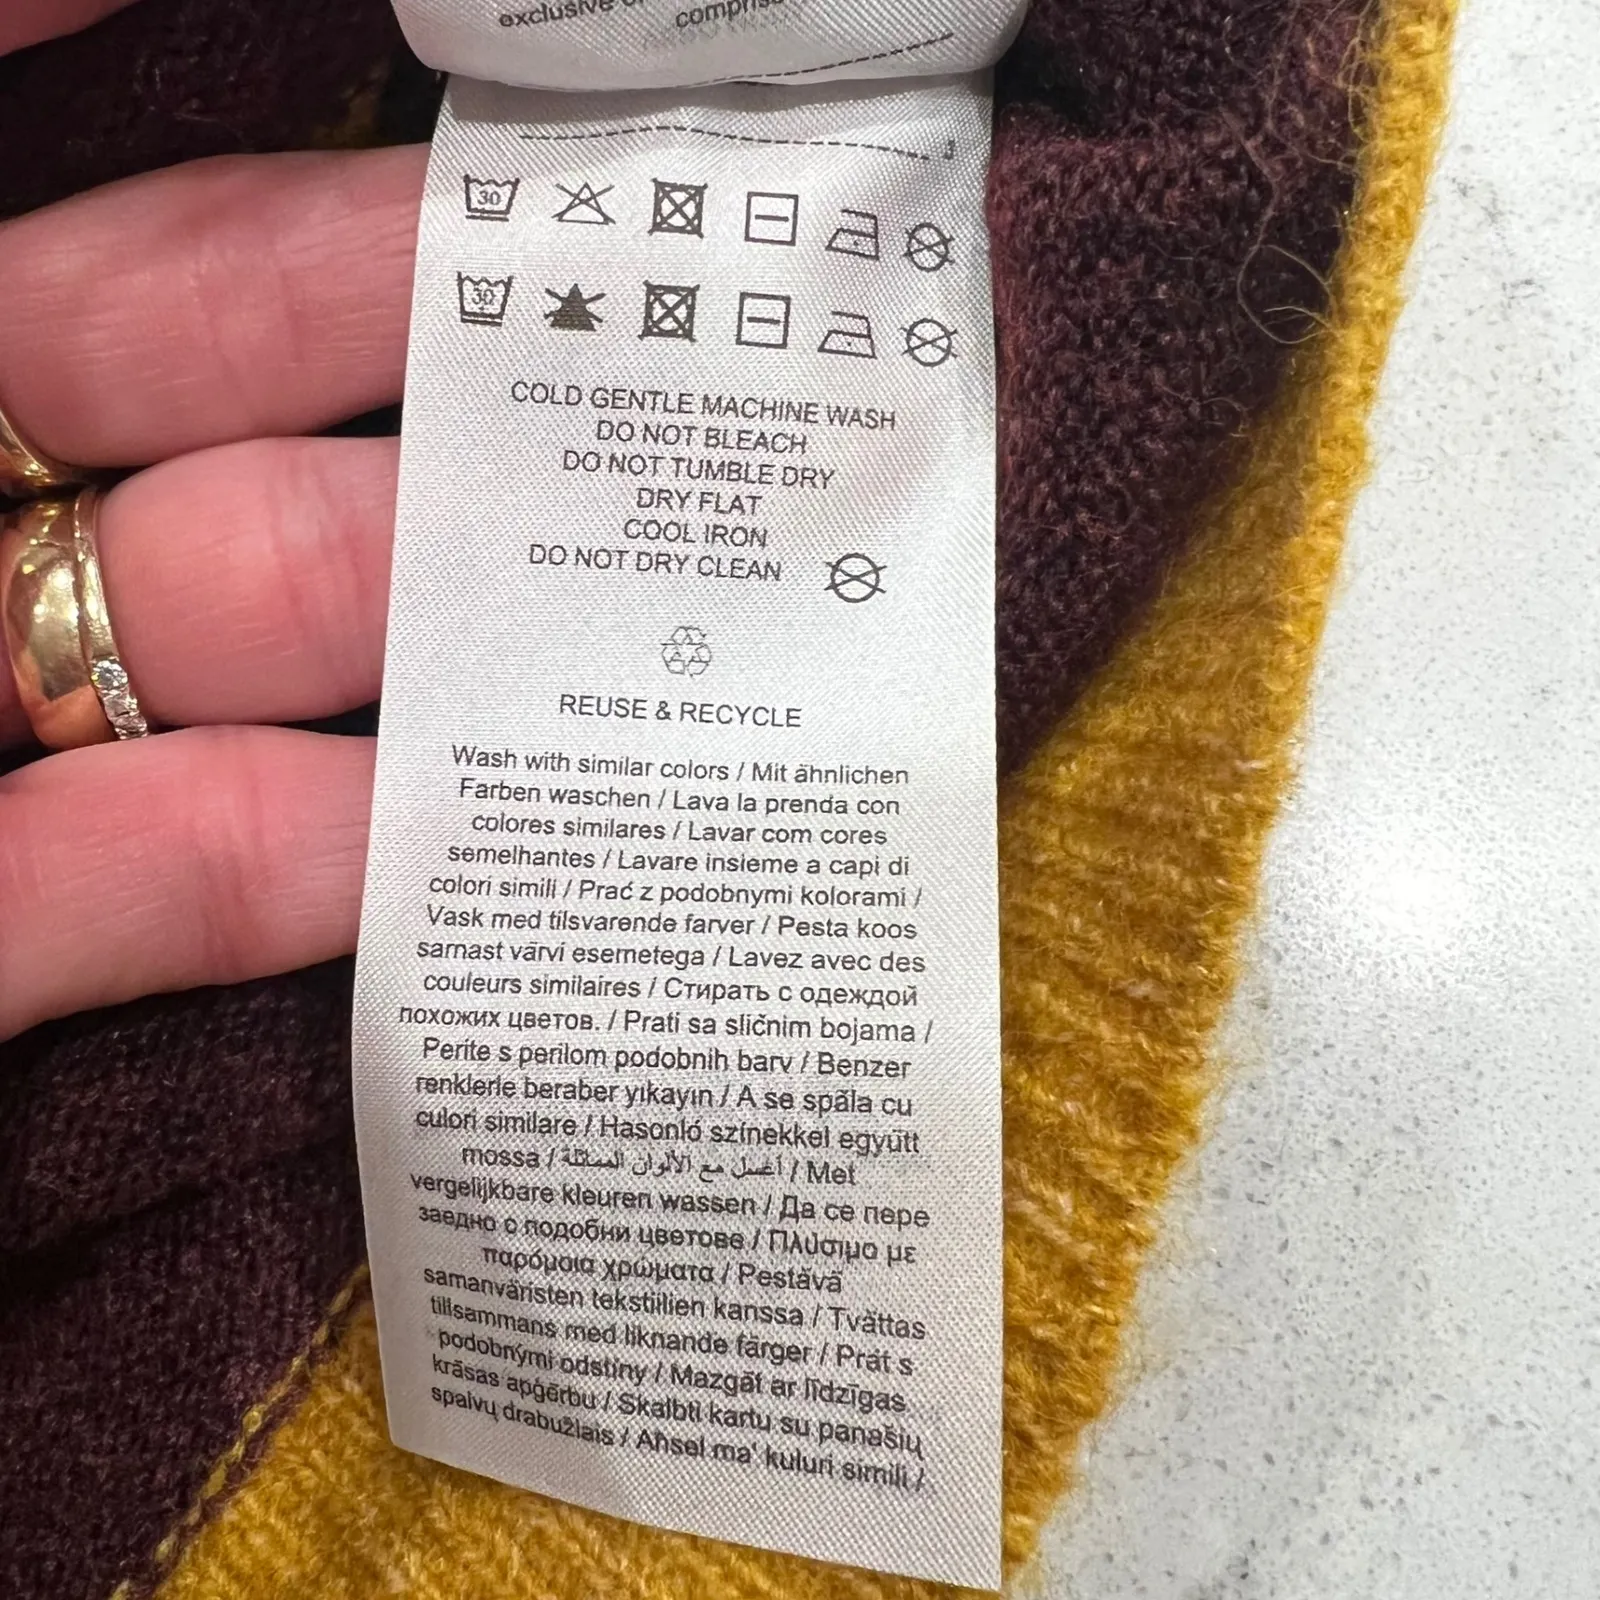 exclusive
30
30
COLD GENTLE MACHINE WASH
DO NOT BLEACH
DO NOT TUMBLE DRY
DRY FLAT
COOL IRON
DO NOT DRY CLEAN
REUSE & RECYCLE
Wash with similar colors / Mit ähnlichen
Farben waschen / Lava la prenda con
colores similares / Lavar com cores
semelhantes / Lavare insieme a capi di
colori simili / Prać z podobnymi kolorami /
Vask med tilsvarende farver / Pesta koos
sarnast värvi esemetega / Lavez avec des
couleurs similaires / Стирать с одеждой
похожих цветов. / Prati sa sličnim bojama /
Perite s perilom podobnih barv / Benzer
renklerle beraber yıkayın / A se spăla cu
culori similare / Hasonló színekkel együtt
mossa / أغسل مع الألوان المماثلة / Met
vergelijkbare kleuren wassen / Да се пере
заедно с подобни цветове / Πλύσιμο με
παρόμοια χρώματα / Pestävä
samanväristen tekstiilien kanssa / Tvättas
tillsammans med liknande färger / Prát s
podobnými odstíny / Mazgāt ar līdzīgas
krāsas apģērbu / Skalbti kartu su panašių
spalvų drabužiais / Aħsel ma' kuluri simili /